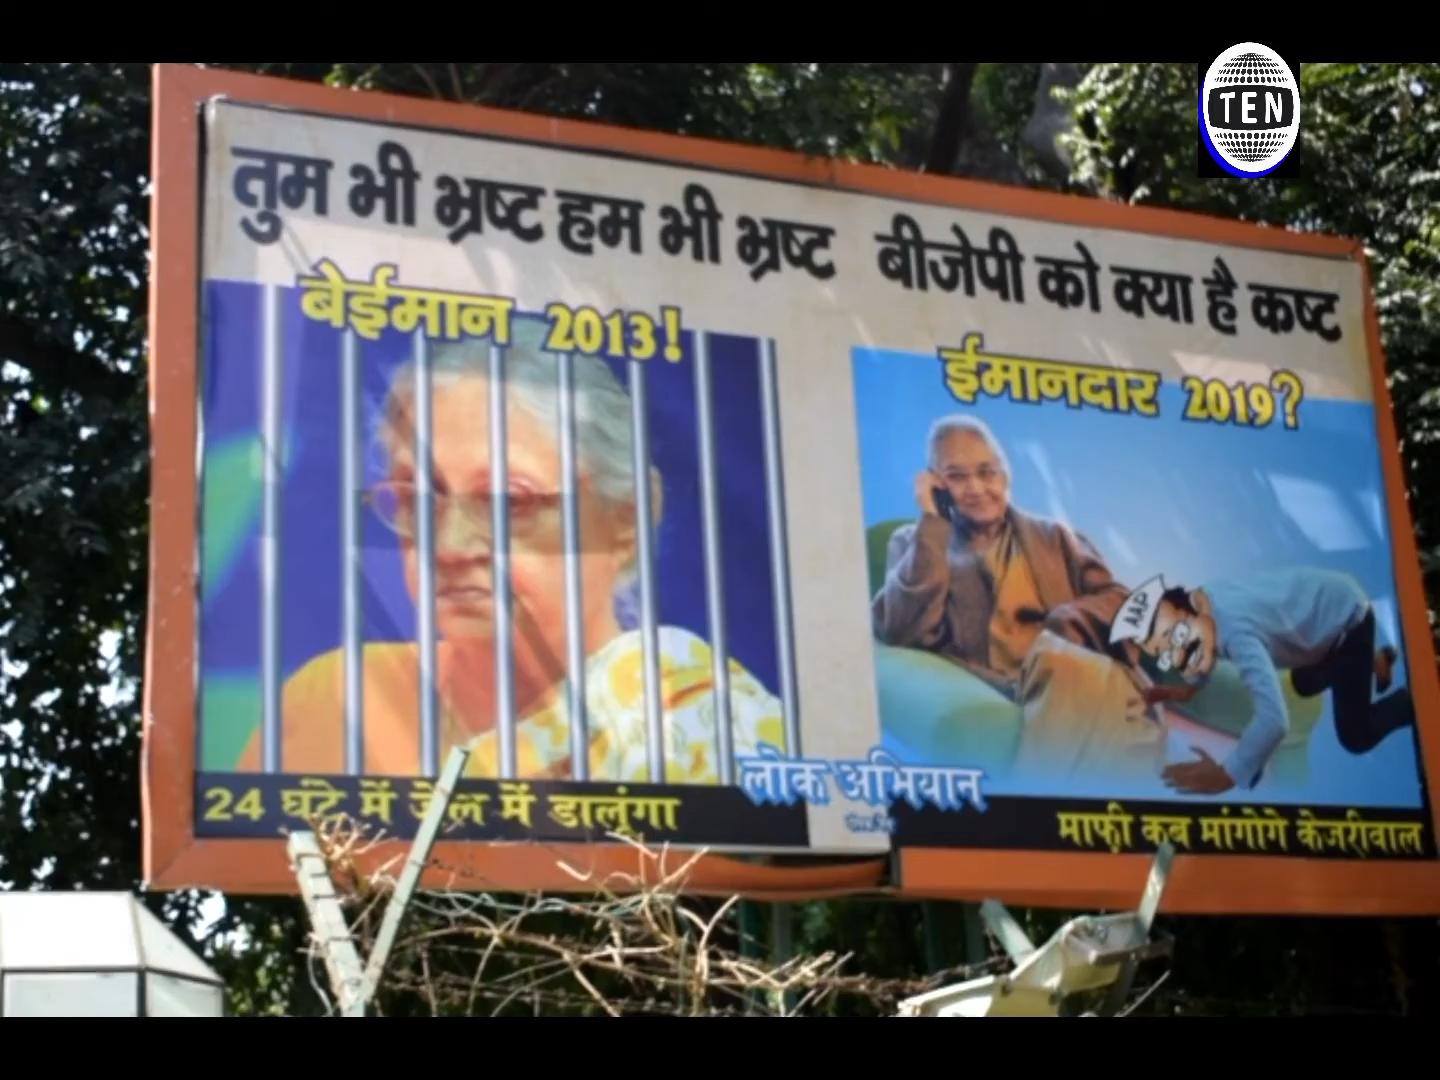 TEN
तुम भी भ्रष्ट हम भी भ्रष्ट बीजेपी को क्या है कष्ट
बेईमान 2013!
ईमानदार 2019?
AAP
लोक अभियान
24 घंटे में जेल में डालूंगा
माफ़ी कब मांगोगे केजरीवाल